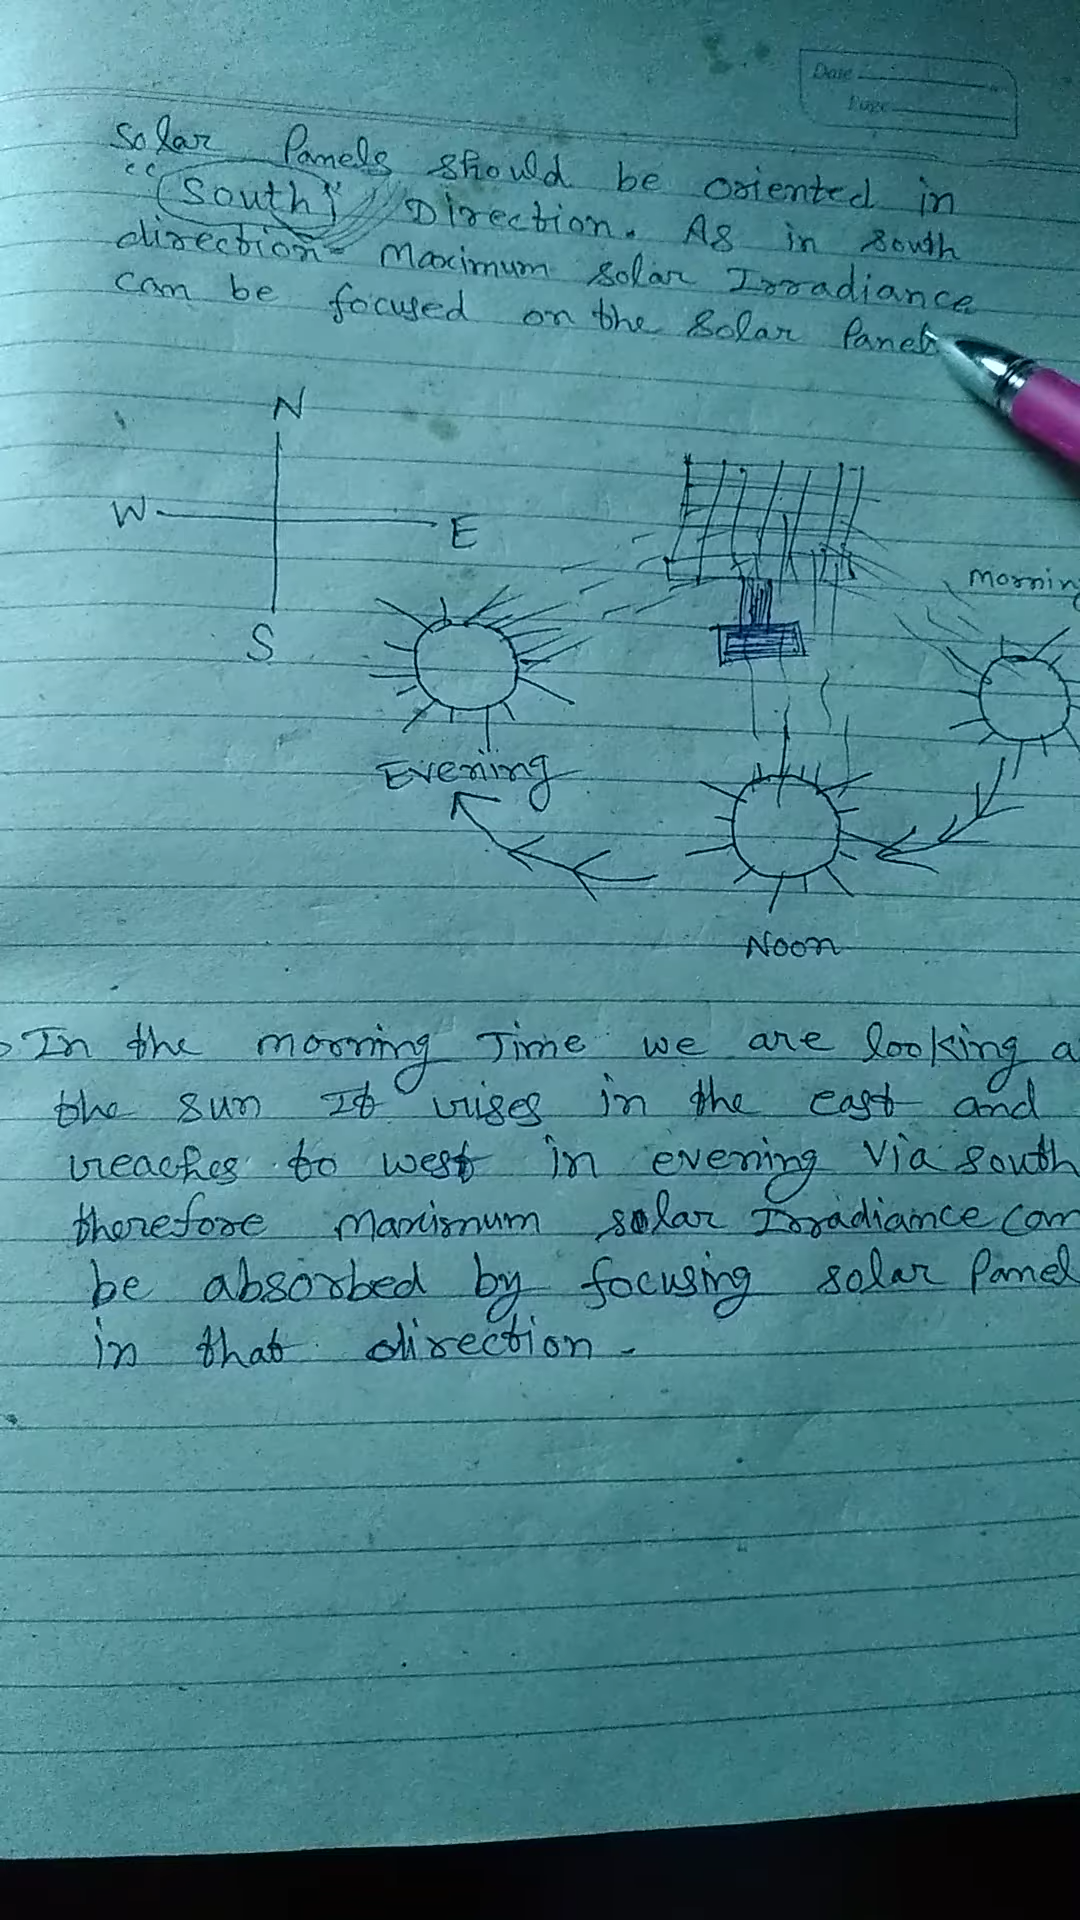 Date
Page
Solar Panels should be oriented in
"(South)" Direction. As in south
direction- Maximum Solar Irradiance
can be focused on the Solar Panel
N
W
E
S
Morning
Evening
Noon
In the morning Time we are looking a
the sun It rises in the east and
reaches to west in evening via south
therefore maximum solar Irradiance can
be absorbed by focusing solar Panel
in that direction.